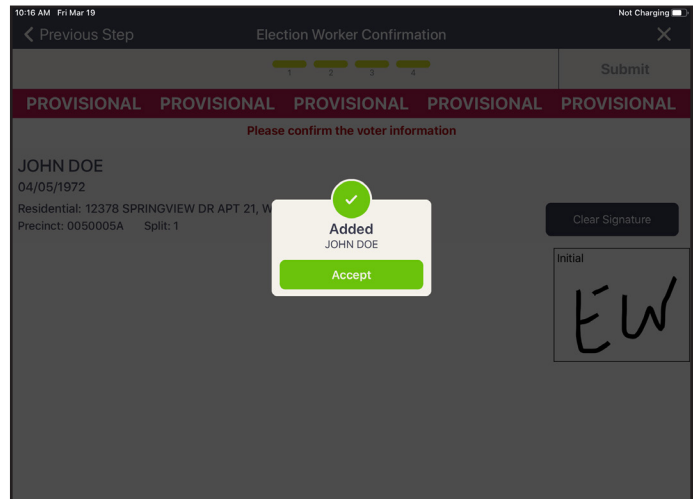 10:16 AM Fri Mar 19 Not Charging
Previous Step Election Worker Confirmation
1 2 3 4 Submit
PROVISIONAL PROVISIONAL PROVISIONAL PROVISIONAL PROVISIONAL
Please confirm the voter information
JOHN DOE
04/05/1972
Residential: 12378 SPRINGVIEW DR APT 21, W
Precinct: 0050005A Split: 1
Clear Signature
Added
JOHN DOE
Accept
Initial
EW